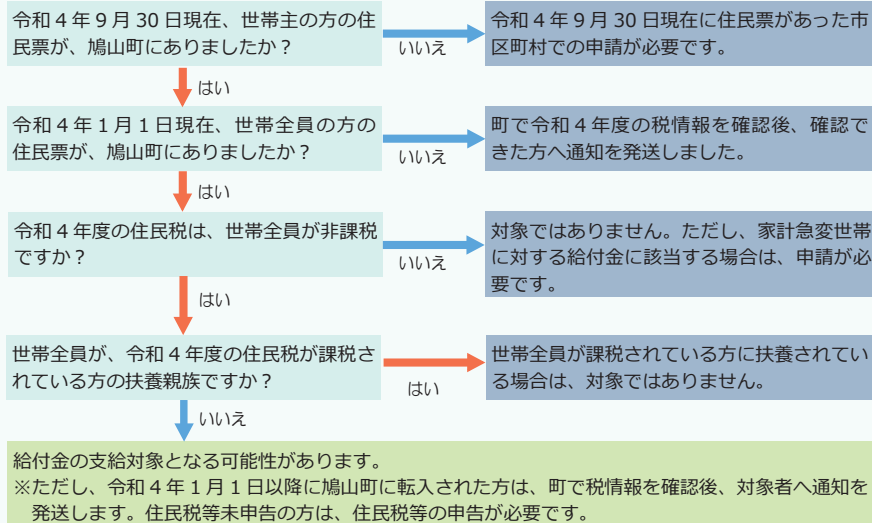 令和４年９月 30 日現在、世帯主の方の住
民票が、鳩山町にありましたか？
いいえ
令和４年９月 30 日現在に住民票があった市
区町村での申請が必要です。
はい
令和４年１月１日現在、世帯全員の方の
住民票が、鳩山町にありましたか？
いいえ
町で令和４年度の税情報を確認後、確認で
きた方へ通知を発送しました。
はい
令和４年度の住民税は、世帯全員が非課税
ですか？
いいえ
対象ではありません。ただし、家計急変世帯
に対する給付金に該当する場合は、申請が必
要です。
はい
世帯全員が、令和４年度の住民税が課税さ
れている方の扶養親族ですか？
はい
世帯全員が課税されている方に扶養されてい
る場合は、対象ではありません。
いいえ
給付金の支給対象となる可能性があります。
※ただし、令和４年１月１日以降に鳩山町に転入された方は、町で税情報を確認後、対象者へ通知を
発送します。住民税等未申告の方は、住民税等の申告が必要です。